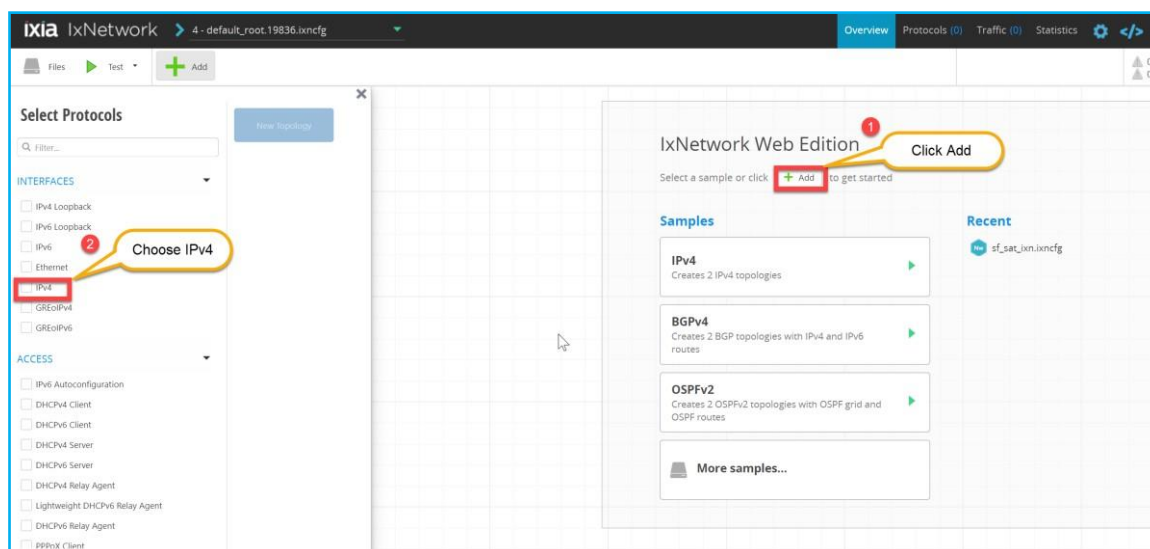 ixia IxNetwork 4 - default_root.19836.ixncfg
Overview Protocols (0) Traffic (0) Statistics </>
Files Test Add
Select Protocols
New Topology
Filter...
INTERFACES
IPv4 Loopback
IPv6 Loopback
IPv6
Ethernet
IPv4
GREoIPv4
GREoIPv6
2
Choose IPv4
ACCESS
IPv6 Autoconfiguration
DHCPv4 Client
DHCPv6 Client
DHCPv4 Server
DHCPv6 Server
DHCPv4 Relay Agent
Lightweight DHCPv6 Relay Agent
DHCPv6 Relay Agent
PPPoX Client
IxNetwork Web Edition
1
Click Add
Select a sample or click + Add to get started
Samples
IPv4
Creates 2 IPv4 topologies
BGPv4
Creates 2 BGP topologies with IPv4 and IPv6
routes
OSPFv2
Creates 2 OSPFv2 topologies with OSPF grid and
OSPF routes
More samples...
Recent
sf_sat_ixn.ixncfg